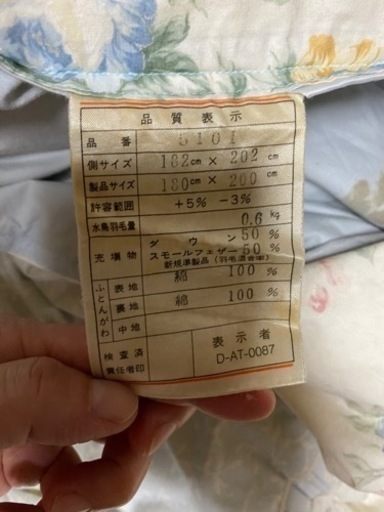 品質表示
品番 5101
側サイズ 182cm × 202cm
製品サイズ 180cm × 200cm
許容範囲 +5% -3%
水鳥羽毛量 0.6kg
充填物 ダウン 50%
スモールフェザー 50%
新規準製品(羽毛混合率)
ふとんがわ 表地 綿 100%
裏地 綿 100%
中地
検査済 表示者
責任者印 D-AT-0087